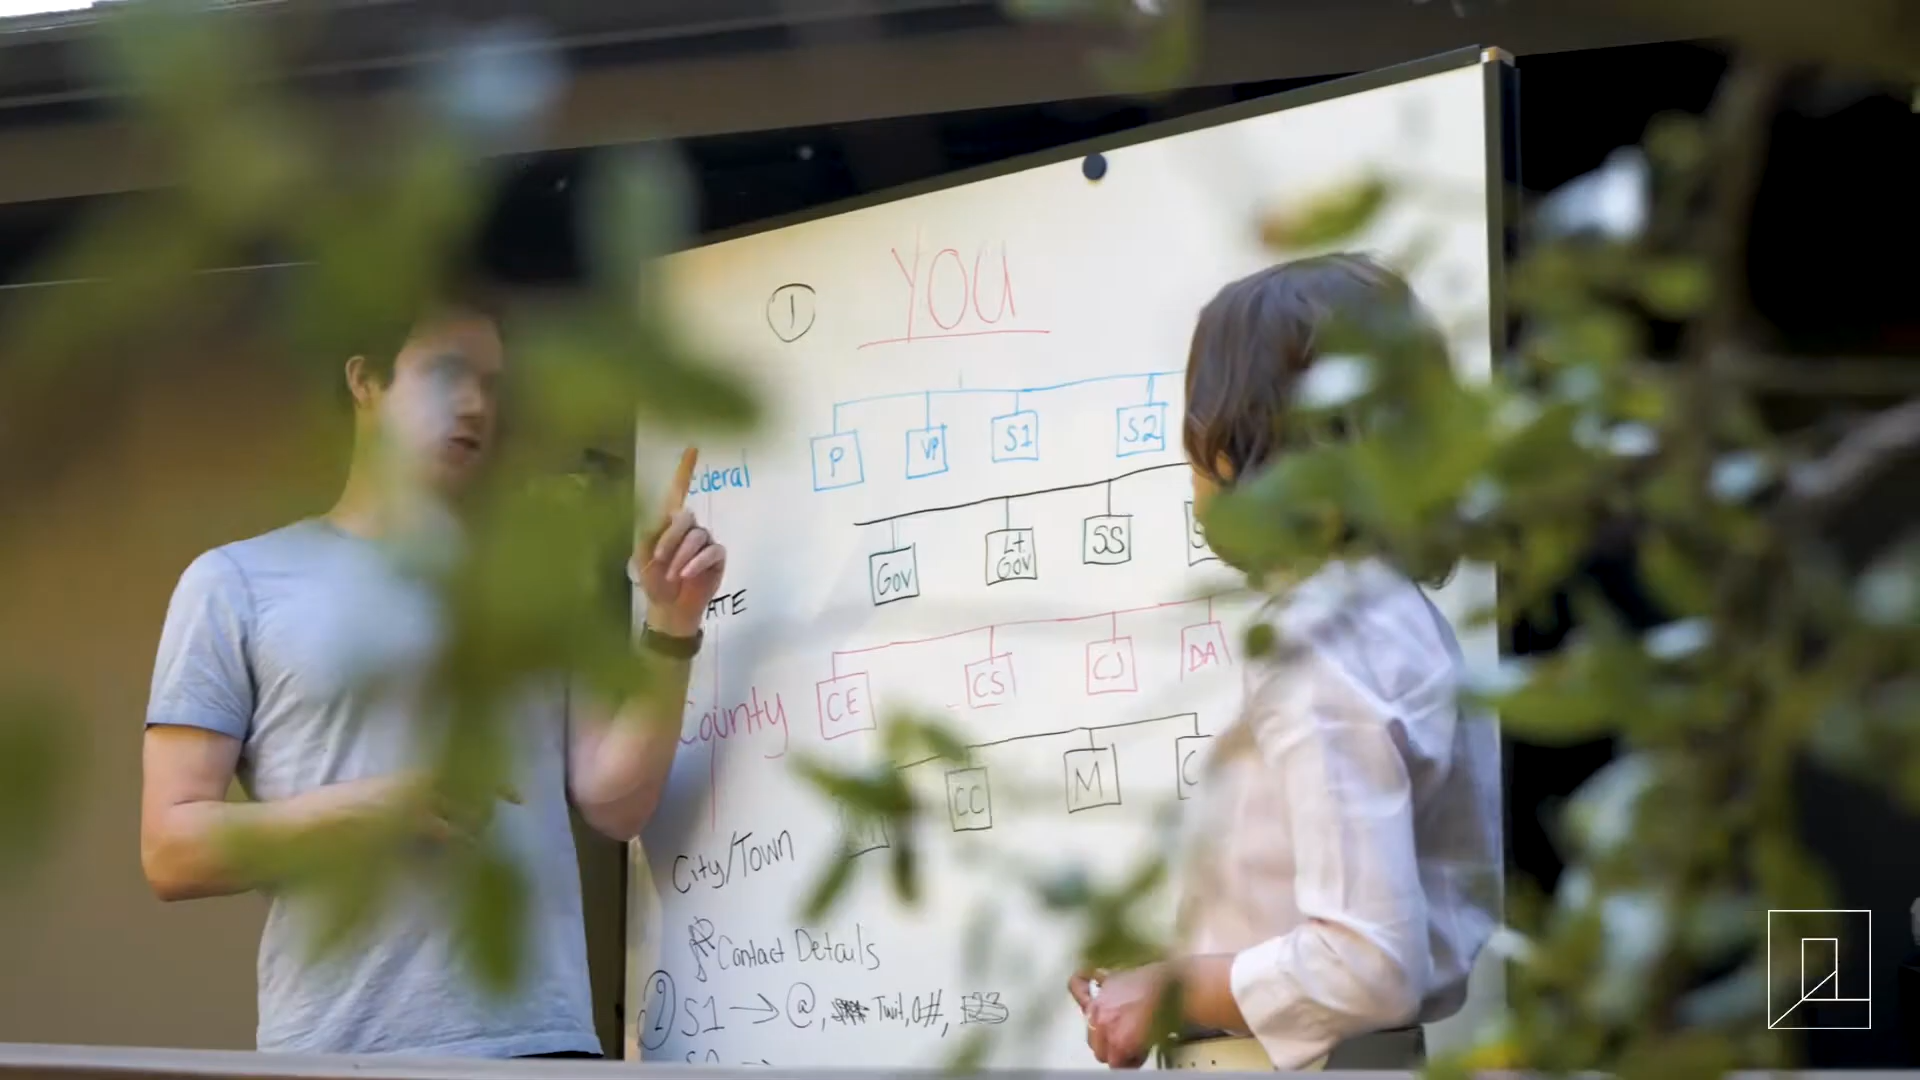 1 YOU
ederal P VP S1 S2
Gov Lt Gov SS S
ATE
County CE CS CJ DA
CC M C
City/Town
Contact Details
2 S1 → @, Twit, O#,